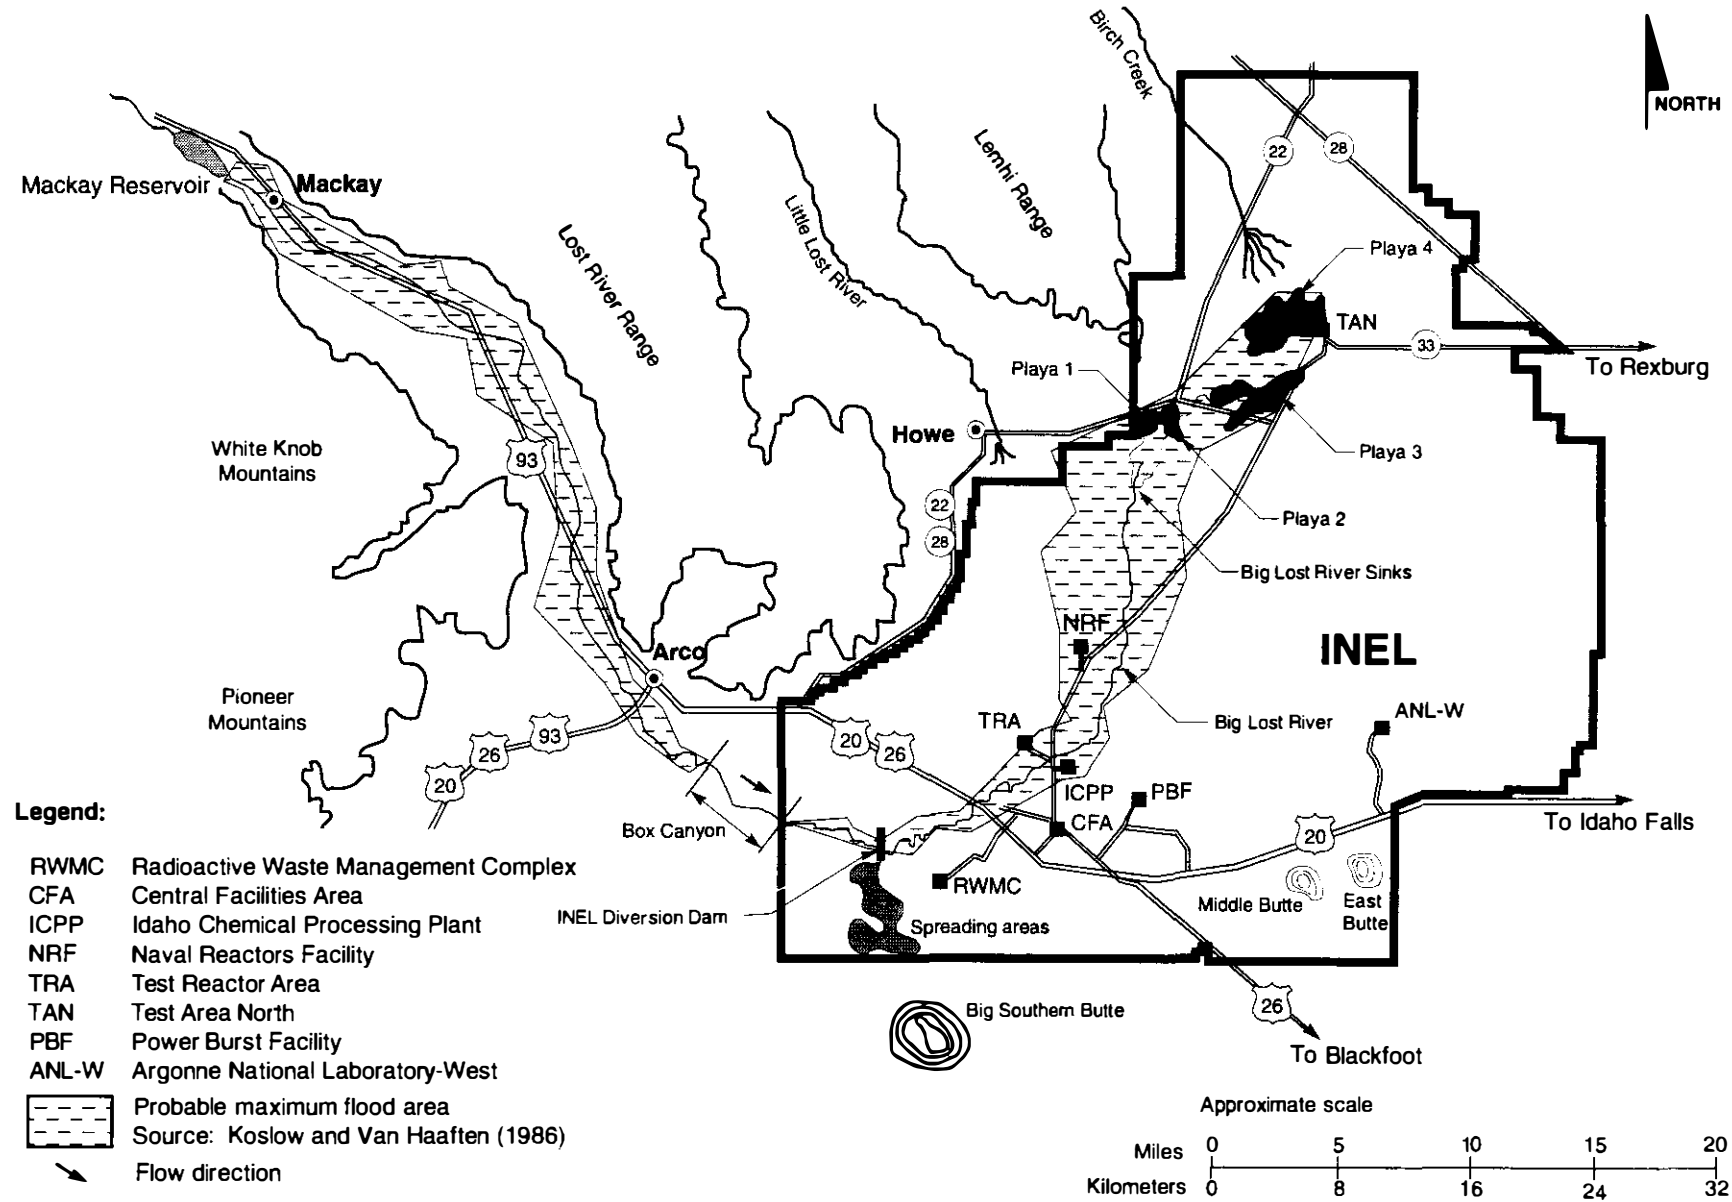 Birch Creek
NORTH
22
28
Mackay Reservoir
Mackay
Lost River Range
Little Lost River
Lemhi Range
Playa 4
TAN
33
To Rexburg
Playa 1
Howe
Playa 3
White Knob
Mountains
93
22
28
Playa 2
Big Lost River Sinks
NRF
INEL
Arco
Pioneer
Mountains
TRA
Big Lost River
ANL-W
93
26
20
20
26
ICPP
PBF
CFA
Box Canyon
20
To Idaho Falls
RWMC
Middle Butte
East
Butte
INEL Diversion Dam
Spreading areas
Big Southern Butte
26
To Blackfoot
Legend:
RWMC Radioactive Waste Management Complex
CFA Central Facilities Area
ICPP Idaho Chemical Processing Plant
NRF Naval Reactors Facility
TRA Test Reactor Area
TAN Test Area North
PBF Power Burst Facility
ANL-W Argonne National Laboratory-West
Probable maximum flood area
Source: Koslow and Van Haaften (1986)
Flow direction
Approximate scale
Miles 0 5 10 15 20
Kilometers 0 8 16 24 32